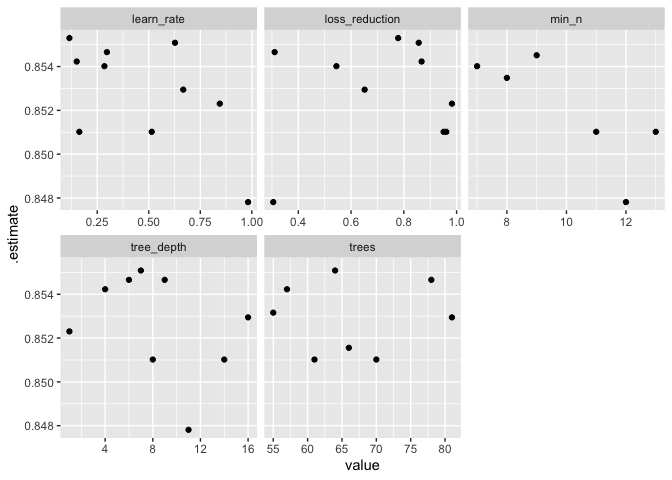 learn_rate loss_reduction min_n
0.854
0.852
0.850
0.848
0.25 0.50 0.75 1.00 0.4 0.6 0.8 1.0 8 10 12
tree_depth trees
0.854
0.852
0.850
0.848
4 8 12 16 55 60 65 70 75 80
value
.estimate